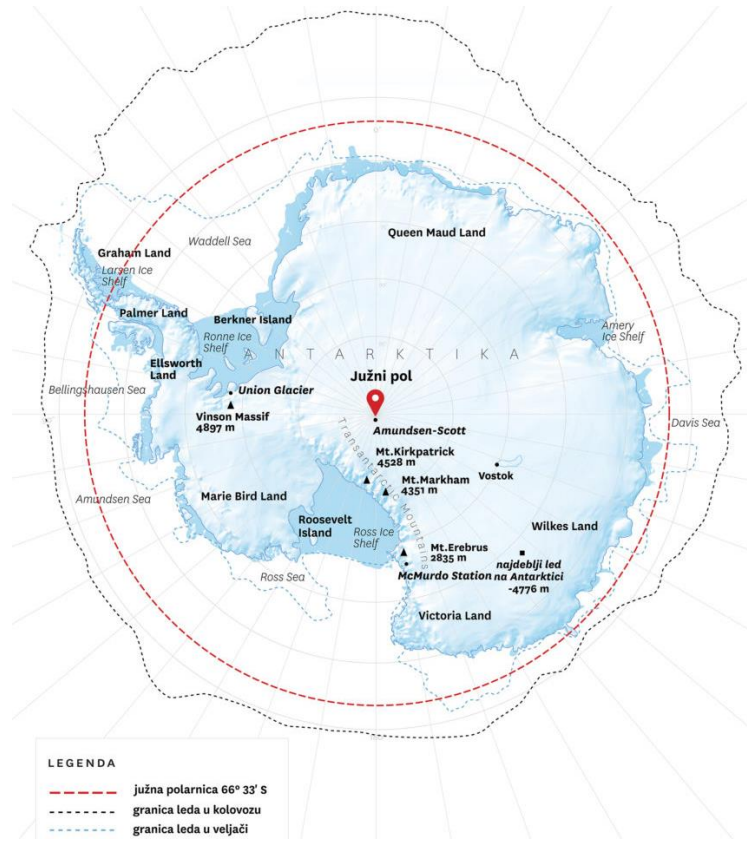 0°
Waddell Sea
Queen Maud Land
Graham Land
Larsen Ice
Shelf
Palmer Land
Berkner Island
Ronne Ice
Shelf
Amery
Ice Shelf
ANTARKTIKA
Ellsworth
Land
Južni pol
Bellingshausen Sea
Union Glacier
Vinson Massif
4897 m
Amundsen-Scott
Davis Sea
Transantarctic Mountains
Mt.Kirkpatrick
4528 m
Mt.Markham
4351 m
Vostok
Amundsen Sea
Marie Bird Land
Roosevelt
Island
Ross Ice
Shelf
Wilkes Land
Mt.Erebrus
2835 m
najdeblji led
na Antarktici
-4776 m
McMurdo Station
Ross Sea
Victoria Land
LEGENDA
južna polarnica 66° 33' S
granica leda u kolovozu
granica leda u veljači